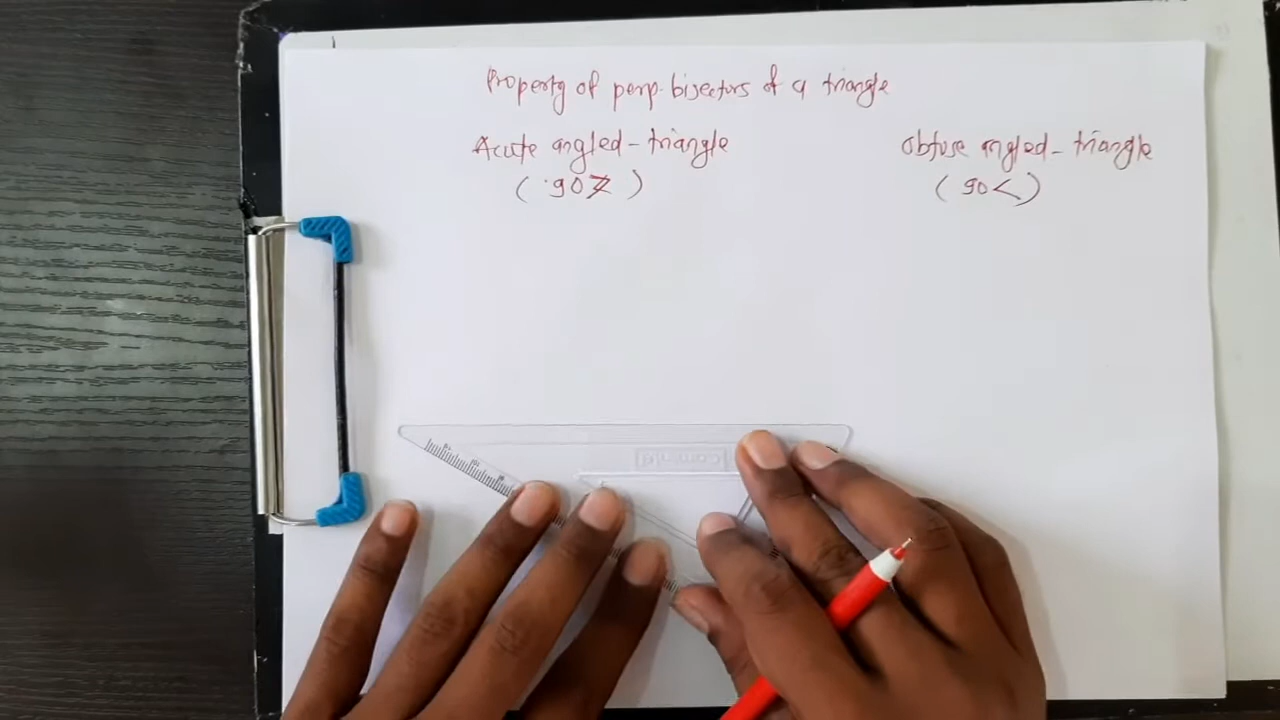 Property of perp. bisectors of a triangle
Acute angled - triangle
(90>)
Obtuse angled - triangle
(90<)